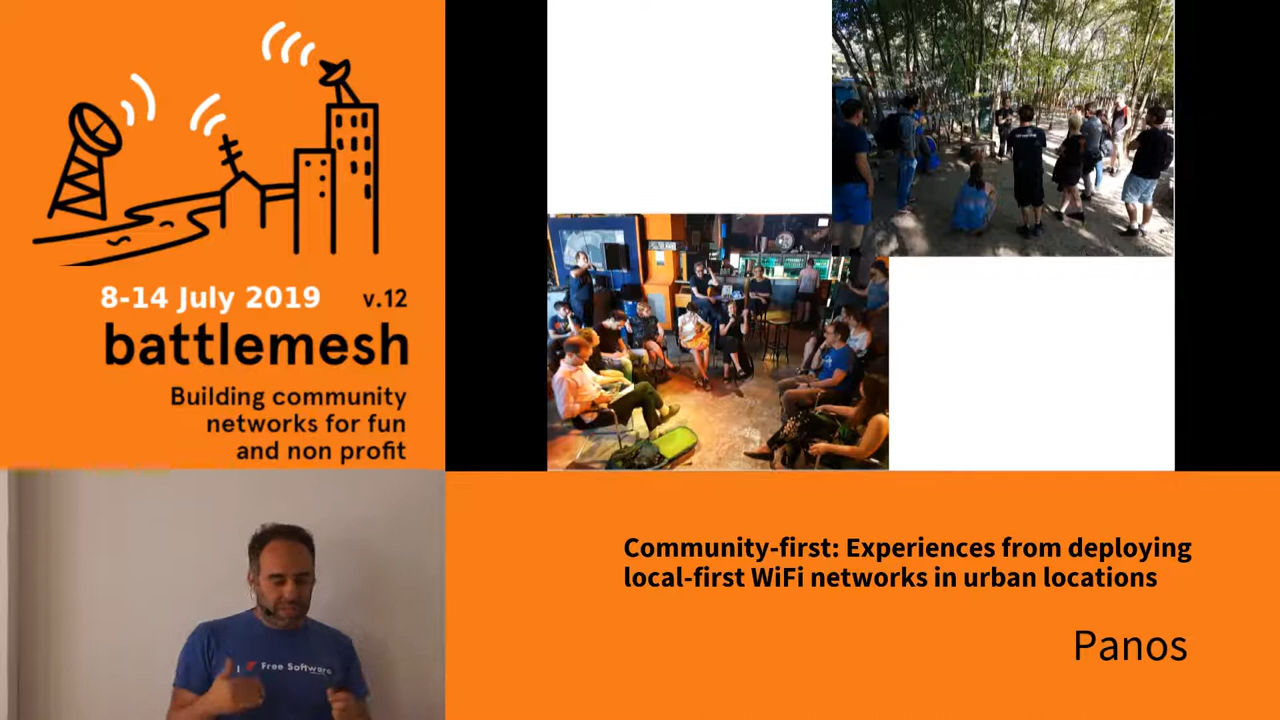 8-14 July 2019 v.12
battlemesh
Building community
networks for fun
and non profit
I Free Software
Community-first: Experiences from deploying
local-first WiFi networks in urban locations
Panos